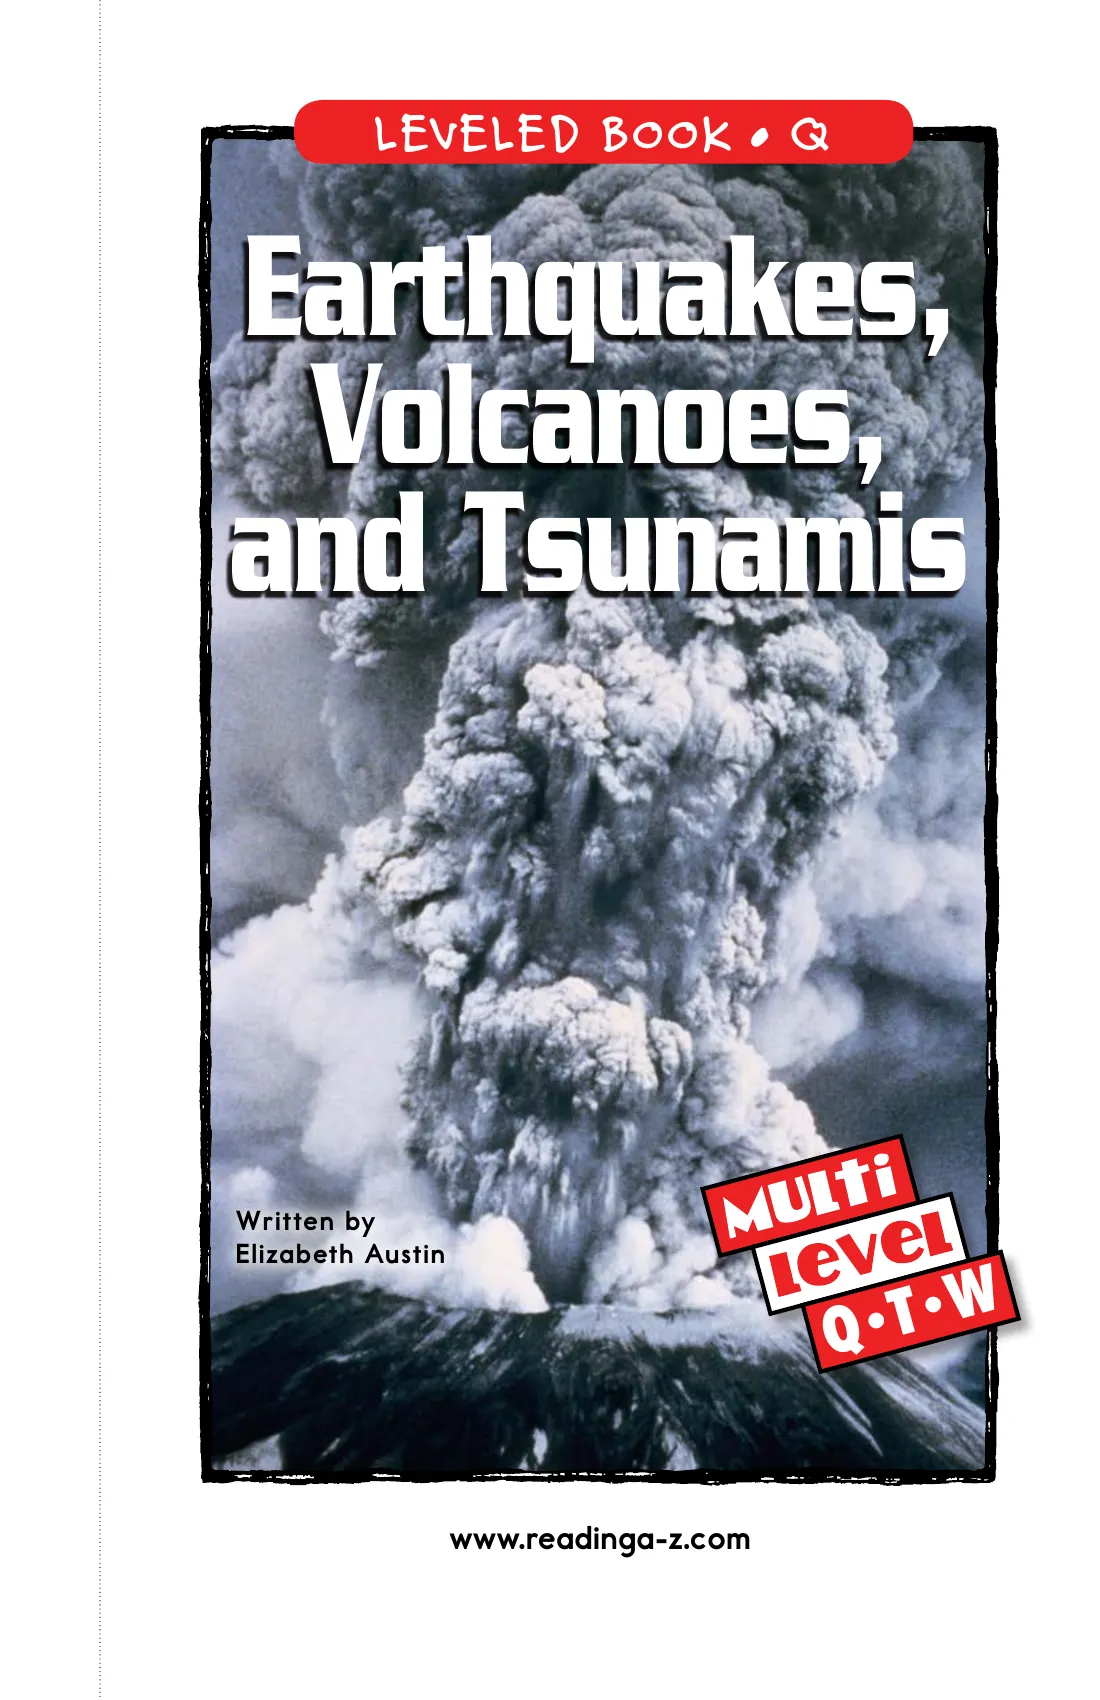 LEVELED BOOK • Q
Earthquakes,
Volcanoes,
and Tsunamis
Written by
Elizabeth Austin
MULTi
level
Q•T•W
www.readinga-z.com